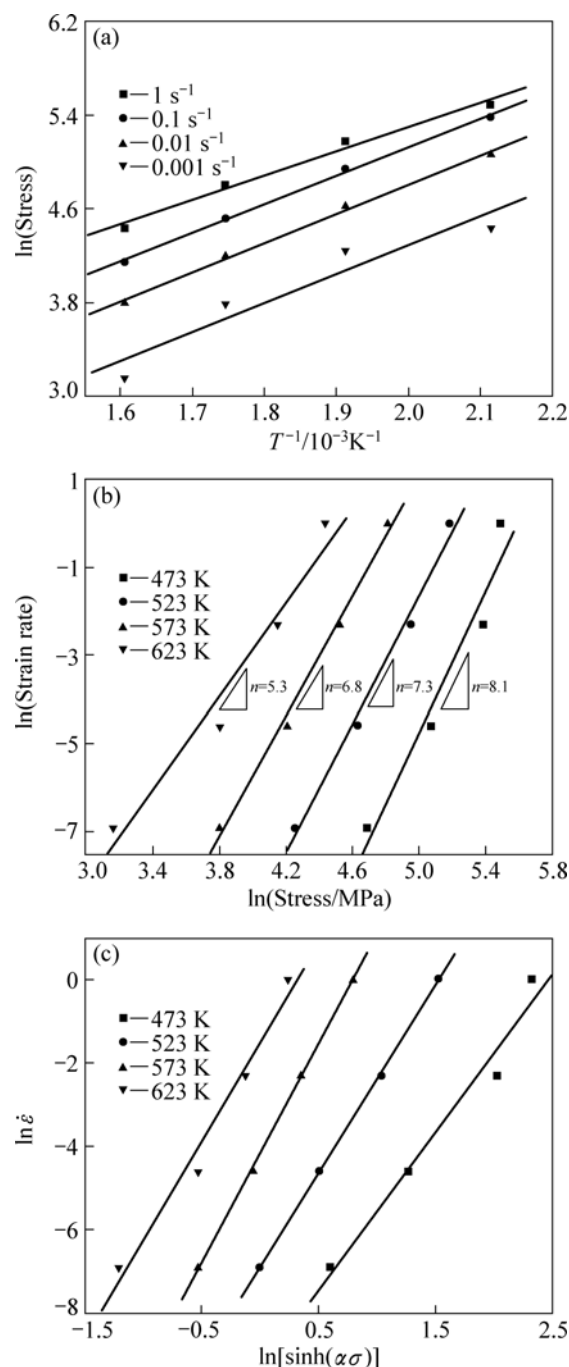 (a)
6.2
5.4
4.6
3.8
3.0
ln(Stress)
1 s⁻¹
0.1 s⁻¹
0.01 s⁻¹
0.001 s⁻¹
1.6 1.7 1.8 1.9 2.0 2.1 2.2
T⁻¹/10⁻³K⁻¹
(b)
1
−1
−3
−5
−7
ln(Strain rate)
473 K
523 K
573 K
623 K
n=5.3
n=6.8
n=7.3
n=8.1
3.0 3.4 3.8 4.2 4.6 5.0 5.4 5.8
ln(Stress/MPa)
(c)
0
−2
−4
−6
−8
ln ε̇
473 K
523 K
573 K
623 K
−1.5 −0.5 0.5 1.5 2.5
ln[sinh(ασ)]